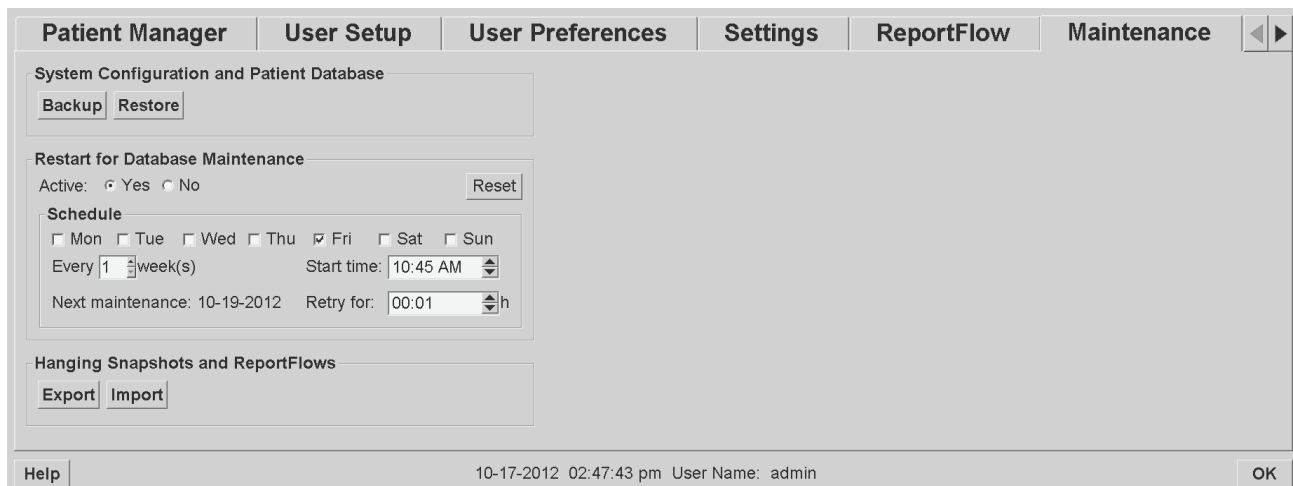 Patient Manager User Setup User Preferences Settings ReportFlow Maintenance
System Configuration and Patient Database
Backup Restore
Restart for Database Maintenance
Active: Yes No Reset
Schedule
Mon Tue Wed Thu Fri Sat Sun
Every 1 week(s) Start time: 10:45 AM
Next maintenance: 10-19-2012 Retry for: 00:01 h
Hanging Snapshots and ReportFlows
Export Import
Help 10-17-2012 02:47:43 pm User Name: admin OK